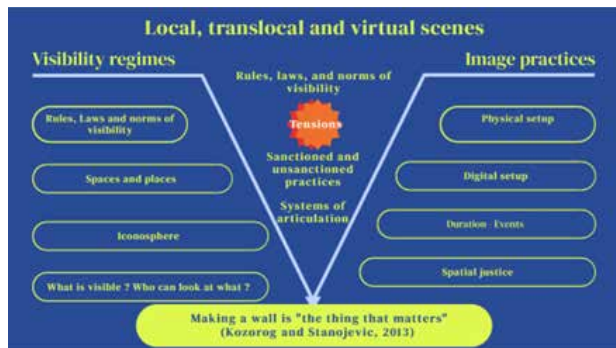 Local, translocal and virtual scenes
Visibility regimes
Image practices
Rules, laws, and norms of
visibility
Tensions
Sanctioned and
unsanctioned
practices
Systems of
articulation
Rules, Laws and norms of
visibility
Spaces and places
Iconosphere
What is visible ? Who can look at what ?
Physical setup
Digital setup
Duration - Events
Spatial justice
Making a wall is "the thing that matters"
(Kozorog and Stanojevic, 2013)